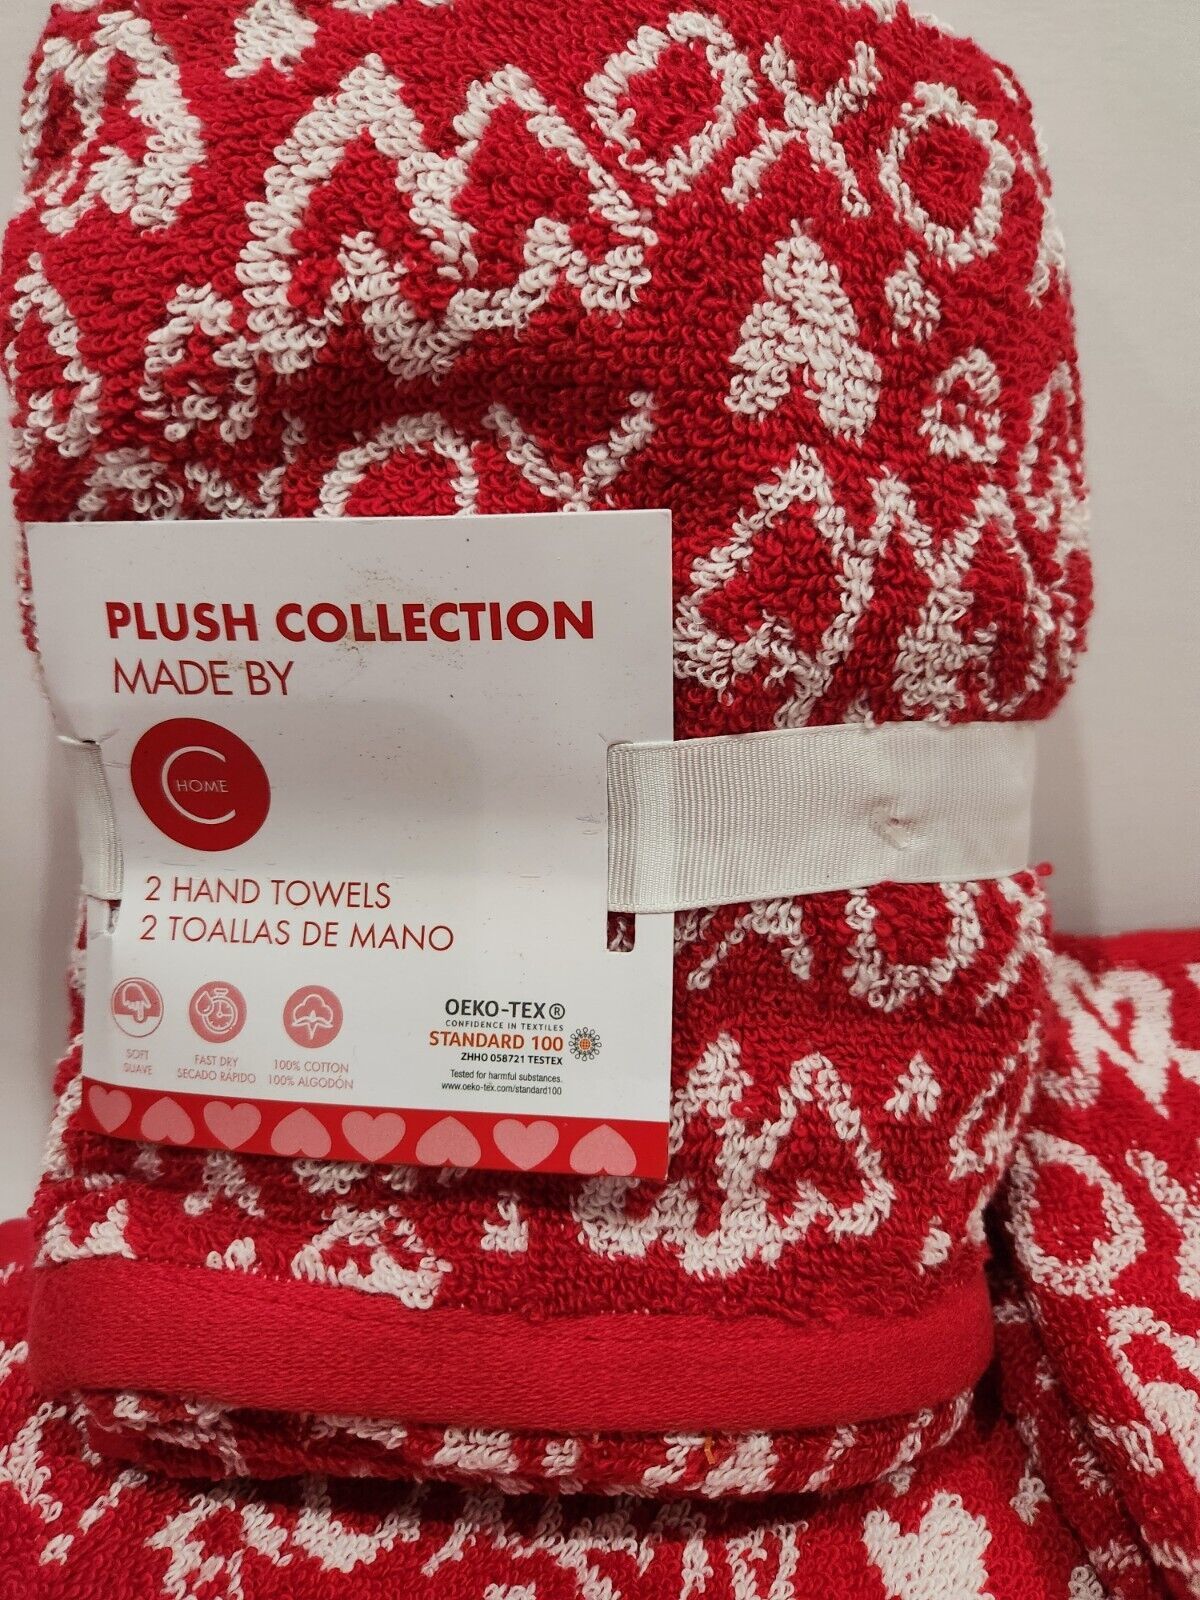 OXO
PLUSH COLLECTION
MADE BY
C HOME
2 HAND TOWELS
2 TOALLAS DE MANO
SOFT
SUAVE
FAST DRY
SECADO RÁPIDO
100% COTTON
100% ALGODÓN
OEKO-TEX®
CONFIDENCE IN TEXTILES
STANDARD 100
ZHHO 058721 TESTEX
Tested for harmful substances.
www.oeko-tex.com/standard100